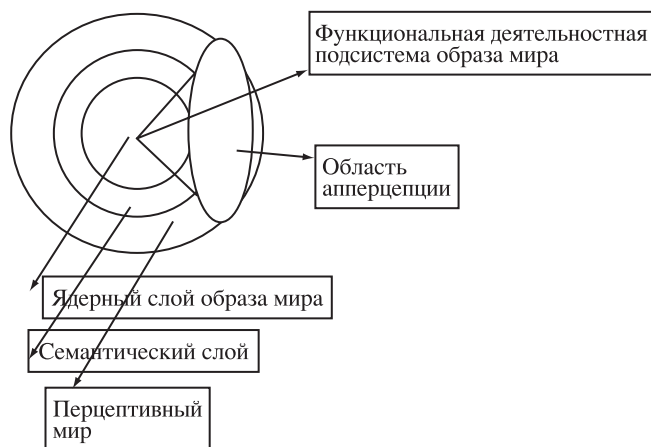 Функциональная деятельностная
подсистема образа мира
Область
апперцепции
Ядерный слой образа мира
Семантический слой
Перцептивный
мир